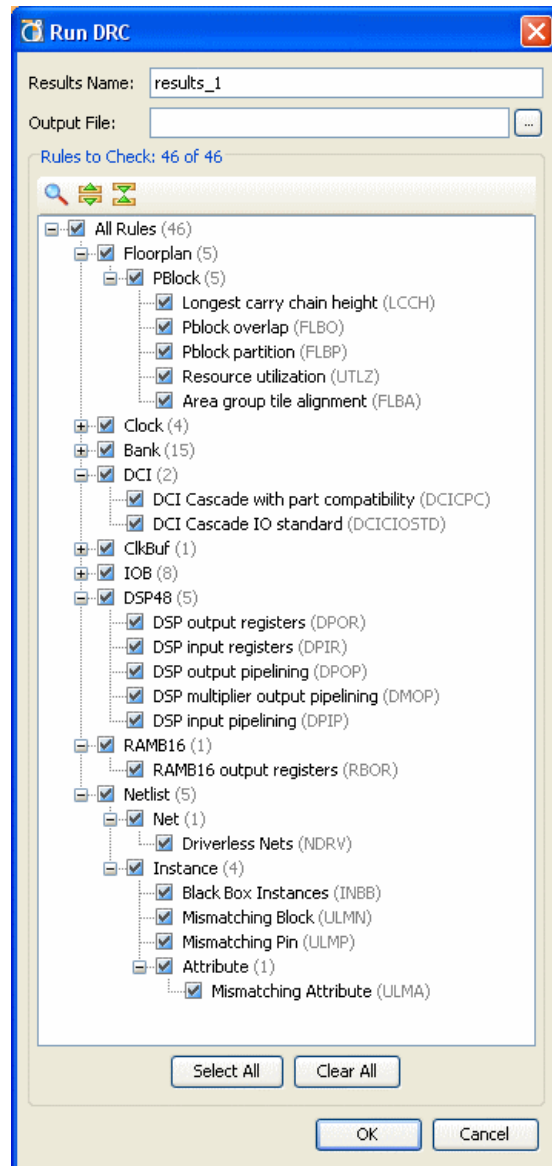 Run DRC
Results Name: results_1
Output File: ...
Rules to Check: 46 of 46
All Rules (46)
Floorplan (5)
PBlock (5)
Longest carry chain height (LCCH)
Pblock overlap (FLBO)
Pblock partition (FLBP)
Resource utilization (UTLZ)
Area group tile alignment (FLBA)
Clock (4)
Bank (15)
DCI (2)
DCI Cascade with part compatibility (DCICPC)
DCI Cascade IO standard (DCICIOSTD)
ClkBuf (1)
IOB (8)
DSP48 (5)
DSP output registers (DPOR)
DSP input registers (DPIR)
DSP output pipelining (DPOP)
DSP multiplier output pipelining (DMOP)
DSP input pipelining (DPIP)
RAMB16 (1)
RAMB16 output registers (RBOR)
Netlist (5)
Net (1)
Driverless Nets (NDRV)
Instance (4)
Black Box Instances (INBB)
Mismatching Block (ULMN)
Mismatching Pin (ULMP)
Attribute (1)
Mismatching Attribute (ULMA)
Select All Clear All
OK Cancel